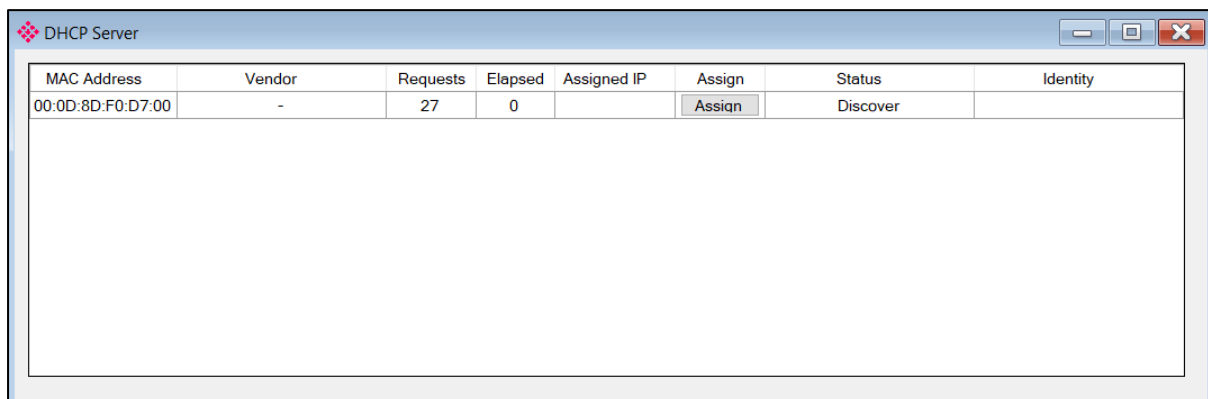 DHCP Server
MAC Address Vendor Requests Elapsed Assigned IP Assign Status Identity
00:0D:8D:F0:D7:00 - 27 0 Assign Discover